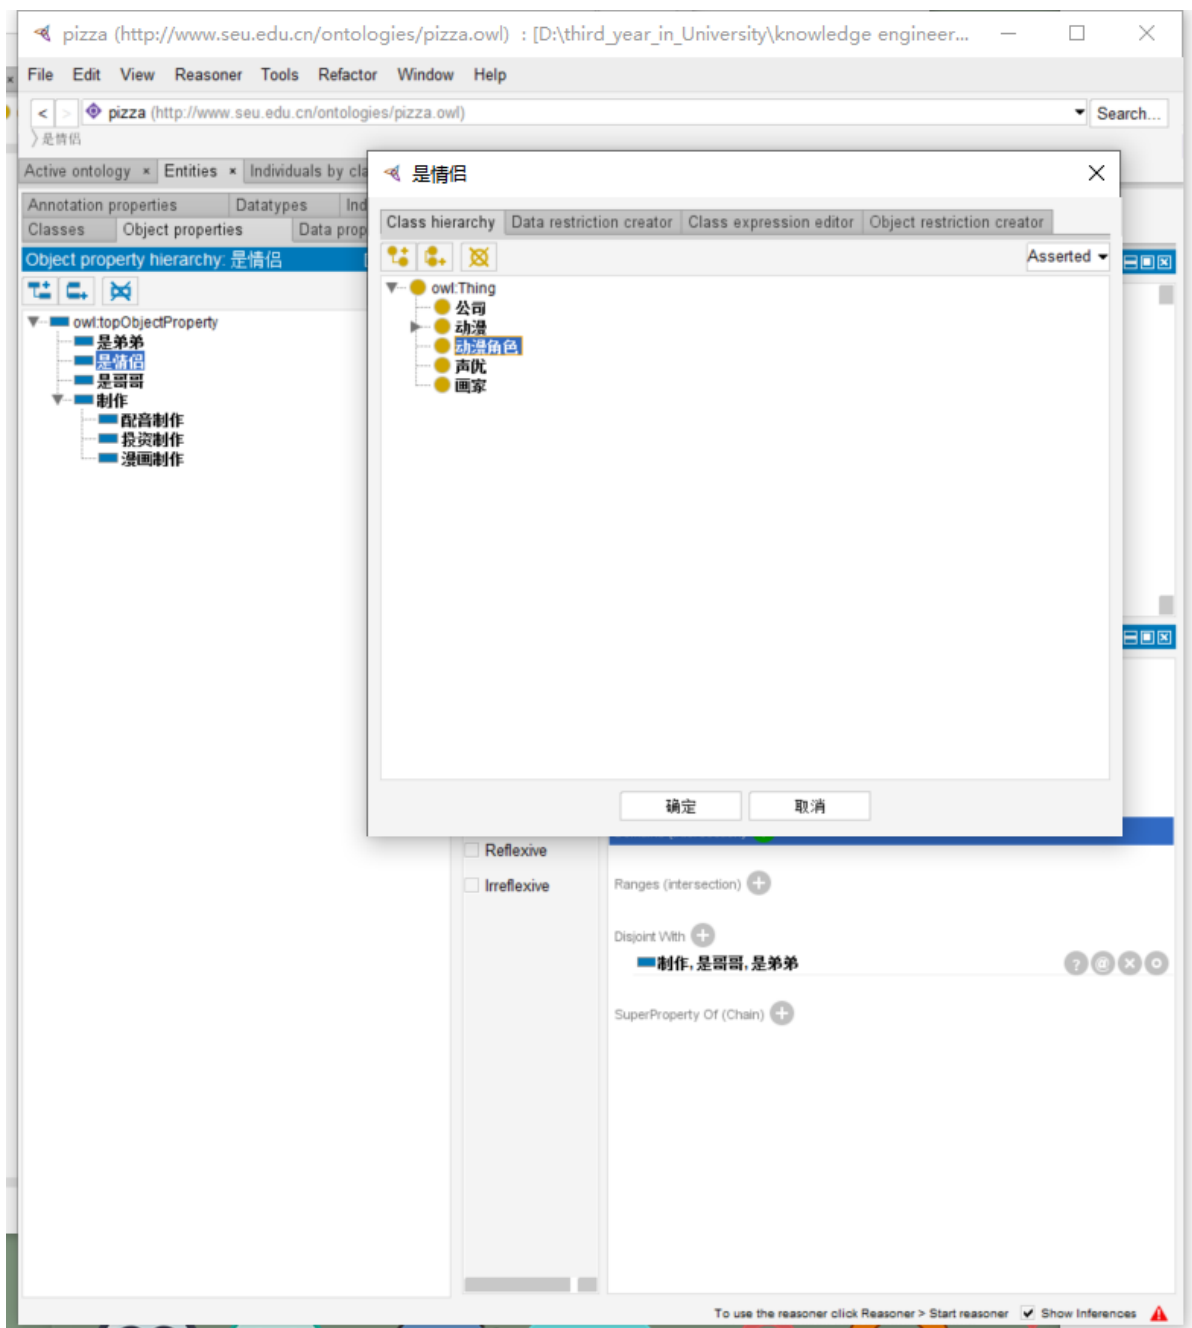 pizza (http://www.seu.edu.cn/ontologies/pizza.owl) : [D:\third_year_in_University\knowledge engineer...
File Edit View Reasoner Tools Refactor Window Help
< > pizza (http://www.seu.edu.cn/ontologies/pizza.owl) Search...
是情侣
Active ontology × Entities × Individuals by cla
Annotation properties Datatypes Ind
Classes Object properties Data prop
Object property hierarchy: 是情侣
owl:topObjectProperty
是弟弟
是情侣
是哥哥
制作
配音制作
投资制作
漫画制作
是情侣
Class hierarchy Data restriction creator Class expression editor Object restriction creator
Asserted
owl:Thing
公司
动漫
动漫角色
声优
画家
确定 取消
Reflexive
Irreflexive
Ranges (intersection)
Disjoint With
制作, 是哥哥, 是弟弟
SuperProperty Of (Chain)
To use the reasoner click Reasoner > Start reasoner Show Inferences